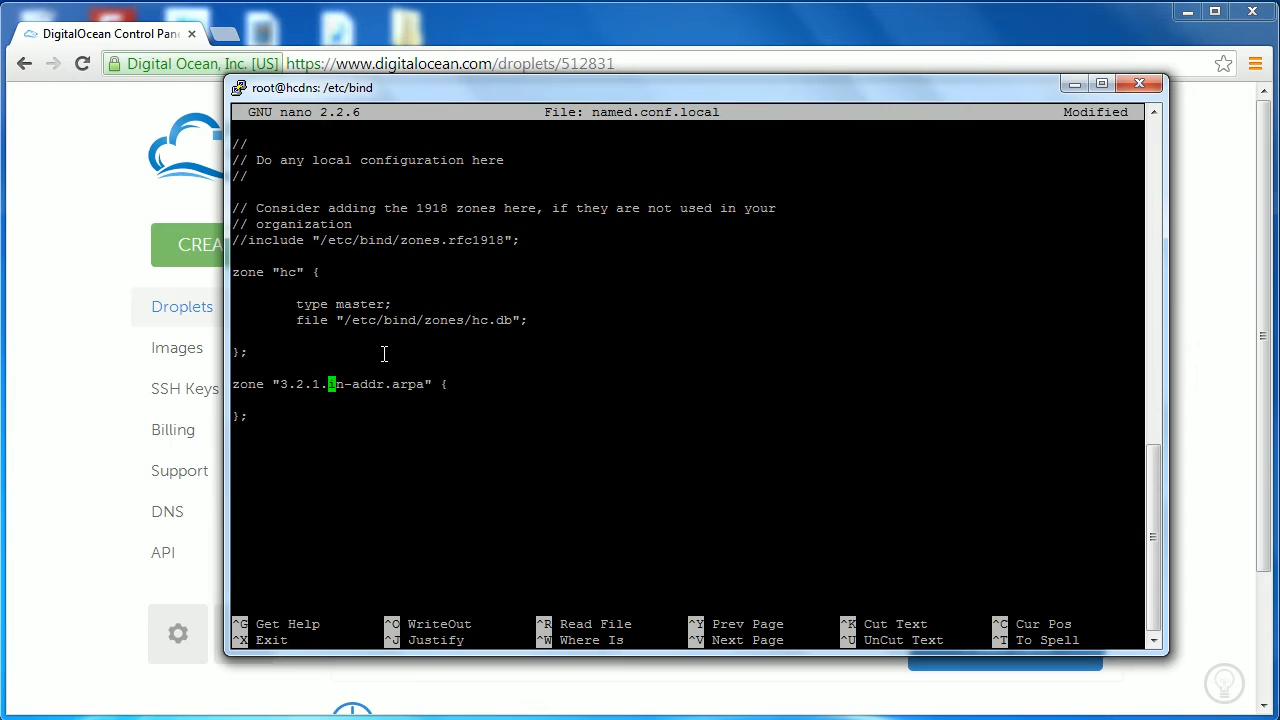 DigitalOcean Control Pane
Digital Ocean, Inc. [US] https://www.digitalocean.com/droplets/512831
root@hcdns: /etc/bind
GNU nano 2.2.6 File: named.conf.local Modified
//
// Do any local configuration here
//
// Consider adding the 1918 zones here, if they are not used in your
// organization
//include "/etc/bind/zones.rfc1918";
zone "hc" {
type master;
file "/etc/bind/zones/hc.db";
};
zone "3.2.1.in-addr.arpa" {
};
^G Get Help ^O WriteOut ^R Read File ^Y Prev Page ^K Cut Text ^C Cur Pos
^X Exit ^J Justify ^W Where Is ^V Next Page ^U UnCut Text ^T To Spell
CREA
Droplets
Images
SSH Keys
Billing
Support
DNS
API